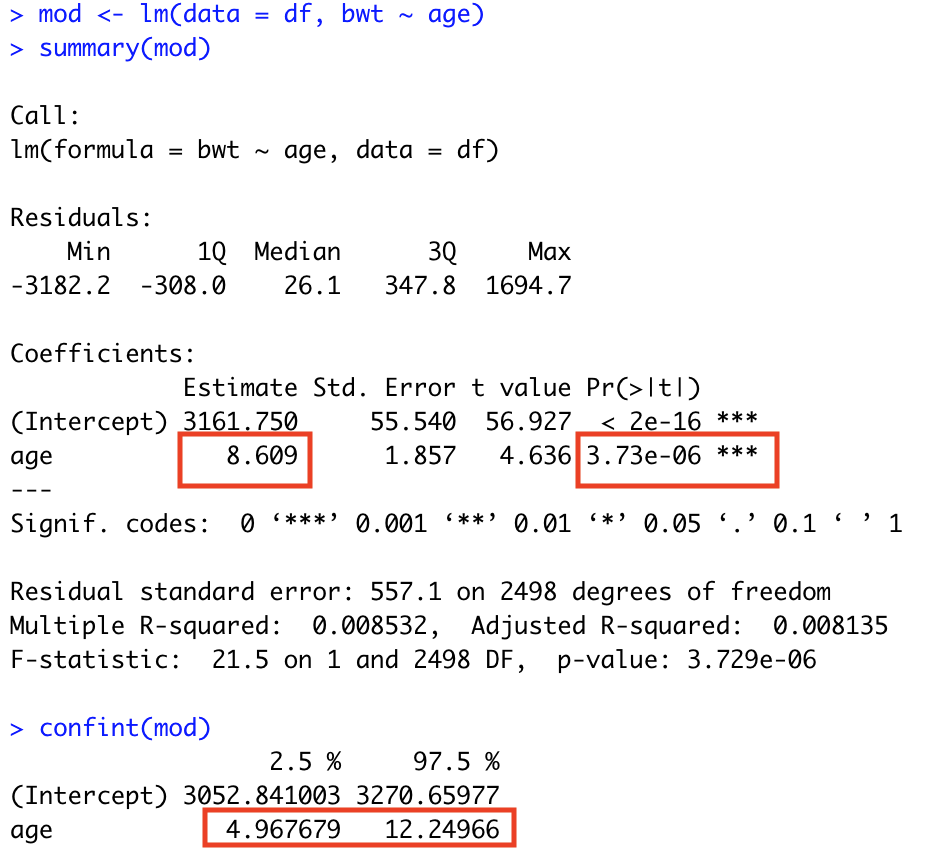 > mod <- lm(data = df, bwt ~ age)
> summary(mod)
Call:
lm(formula = bwt ~ age, data = df)
Residuals:
    Min      1Q  Median      3Q     Max
-3182.2  -308.0    26.1   347.8  1694.7
Coefficients:
            Estimate Std. Error t value Pr(>|t|)
(Intercept) 3161.750     55.540  56.927  < 2e-16 ***
age            8.609      1.857   4.636 3.73e-06 ***
---
Signif. codes:  0 ‘***’ 0.001 ‘**’ 0.01 ‘*’ 0.05 ‘.’ 0.1 ‘ ’ 1
Residual standard error: 557.1 on 2498 degrees of freedom
Multiple R-squared:  0.008532,  Adjusted R-squared:  0.008135
F-statistic:  21.5 on 1 and 2498 DF,  p-value: 3.729e-06
> confint(mod)
                  2.5 %     97.5 %
(Intercept) 3052.841003 3270.65977
age            4.967679   12.24966